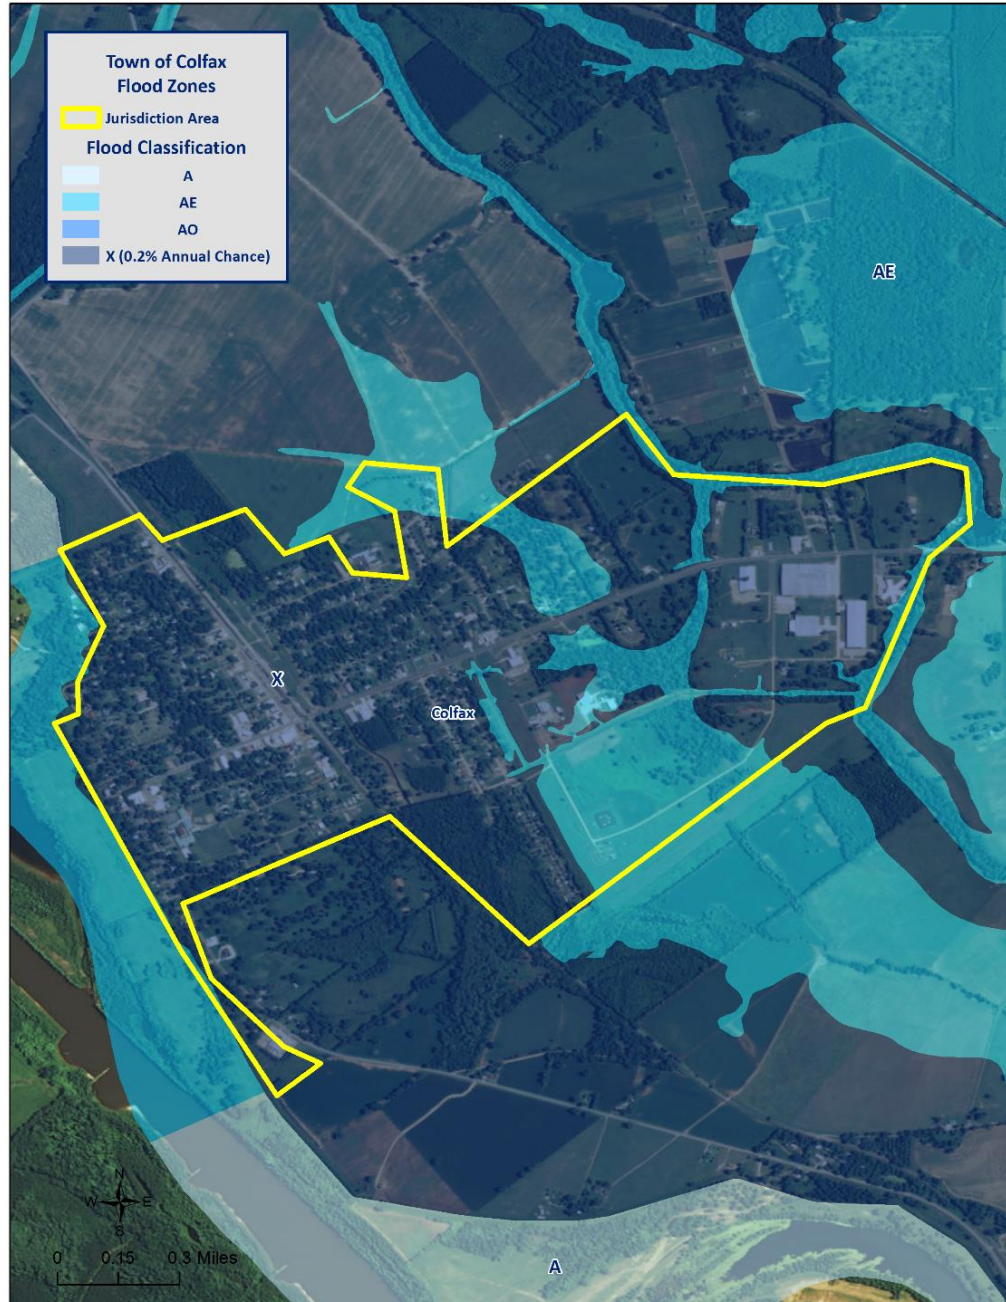 Town of Colfax
Flood Zones
Jurisdiction Area
Flood Classification
A
AE
AO
X (0.2% Annual Chance)
AE
X
Colfax
N
W E
S
0 0.15 0.3 Miles
A